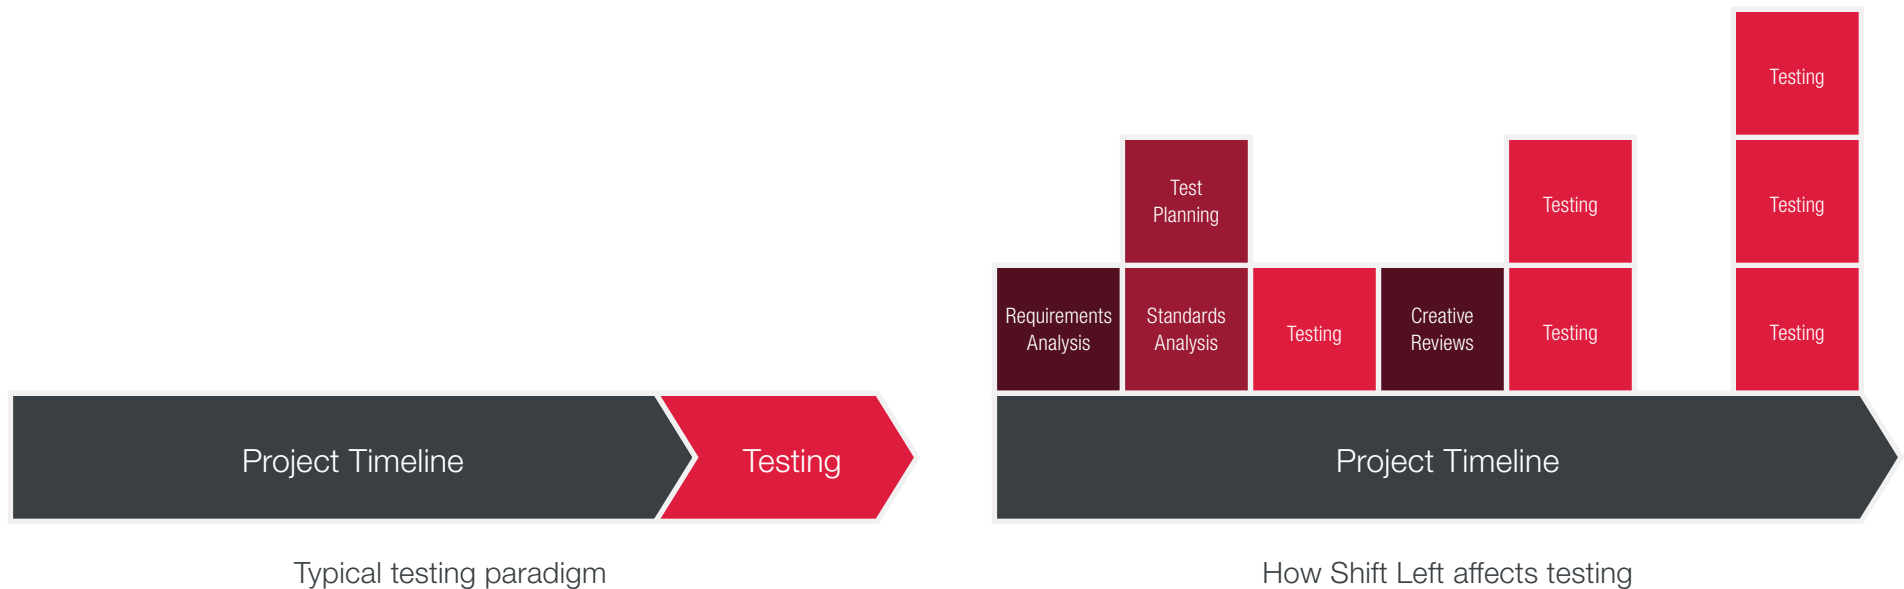 Project Timeline
Testing
Typical testing paradigm
Testing
Test
Planning
Testing
Testing
Requirements
Analysis
Standards
Analysis
Testing
Creative
Reviews
Testing
Testing
Project Timeline
How Shift Left affects testing